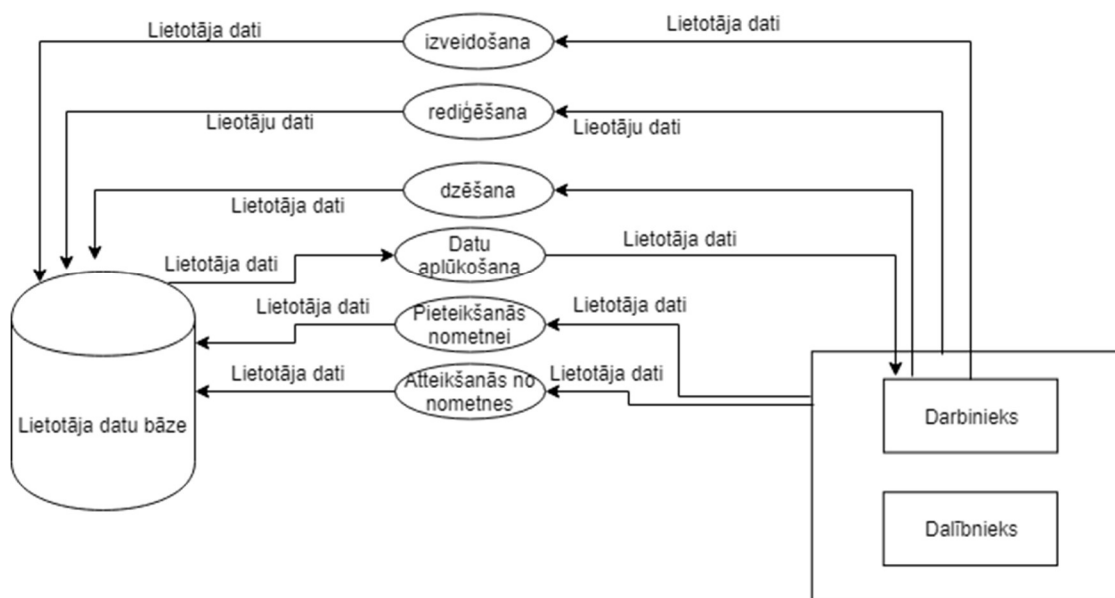 Lietotāja dati
izveidošana
Lietotāja dati
Lieotāju dati
rediģēšana
Lieotāju dati
Lietotāja dati
dzēšana
Lietotāja dati
Datu
aplūkošana
Lietotāja dati
Lietotāja dati
Pieteikšanās
nometnei
Lietotāja dati
Lietotāja dati
Atteikšanās no
nometnes
Lietotāja dati
Lietotāja datu bāze
Darbinieks
Dalībnieks